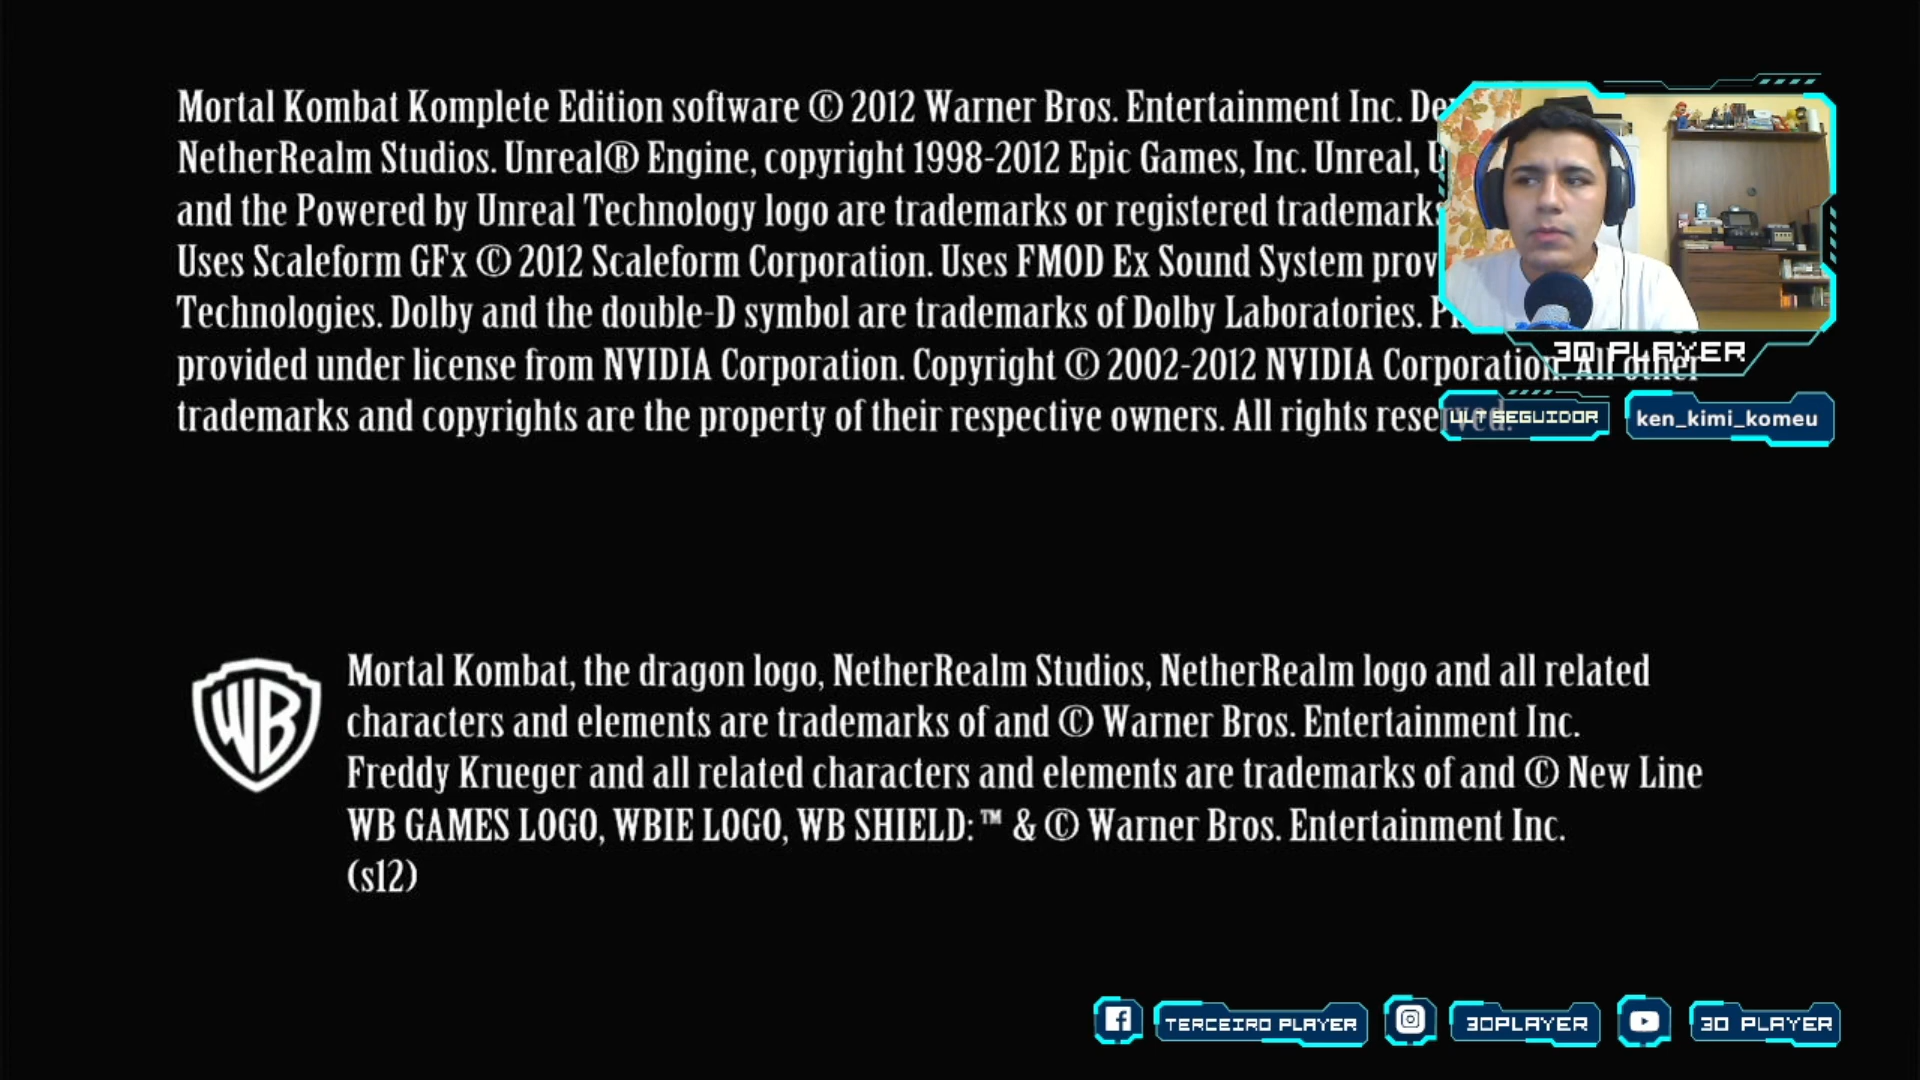 Mortal Kombat Komplete Edition software © 2012 Warner Bros. Entertainment Inc.
NetherRealm Studios. Unreal® Engine, copyright 1998-2012 Epic Games, Inc. Unreal,
and the Powered by Unreal Technology logo are trademarks or registered trademarks
Uses Scaleform GFx © 2012 Scaleform Corporation. Uses FMOD Ex Sound System
Technologies. Dolby and the double-D symbol are trademarks of Dolby Laboratories.
provided under license from NVIDIA Corporation. Copyright © 2002-2012 NVIDIA Corporation. All other
trademarks and copyrights are the property of their respective owners. All rights reserved.
3D PLAYER
ULT SEGUIDOR
ken_kimi_komeu
WB
Mortal Kombat, the dragon logo, NetherRealm Studios, NetherRealm logo and all related
characters and elements are trademarks of and © Warner Bros. Entertainment Inc.
Freddy Krueger and all related characters and elements are trademarks of and © New Line
WB GAMES LOGO, WBIE LOGO, WB SHIELD: ™ & © Warner Bros. Entertainment Inc.
(s12)
TERCEIRO PLAYER
3DPLAYER
3D PLAYER